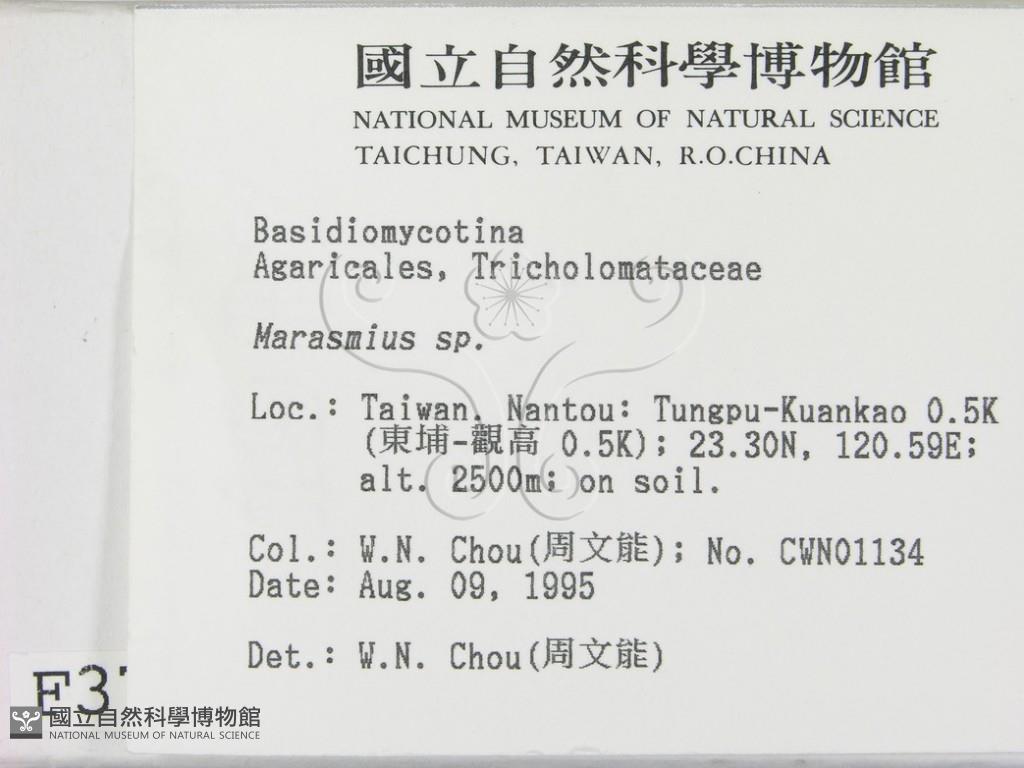 國立自然科學博物館
NATIONAL MUSEUM OF NATURAL SCIENCE
TAICHUNG, TAIWAN, R.O.CHINA
Basidiomycotina
Agaricales, Tricholomataceae
Marasmius sp.
Loc.: Taiwan. Nantou: Tungpu-Kuankao 0.5K
(東埔-觀高 0.5K); 23.30N, 120.59E;
alt. 2500m; on soil.
Col.: W.N. Chou(周文能); No. CWN01134
Date: Aug. 09, 1995
Det.: W.N. Chou(周文能)
國立自然科學博物館
NATIONAL MUSEUM OF NATURAL SCIENCE